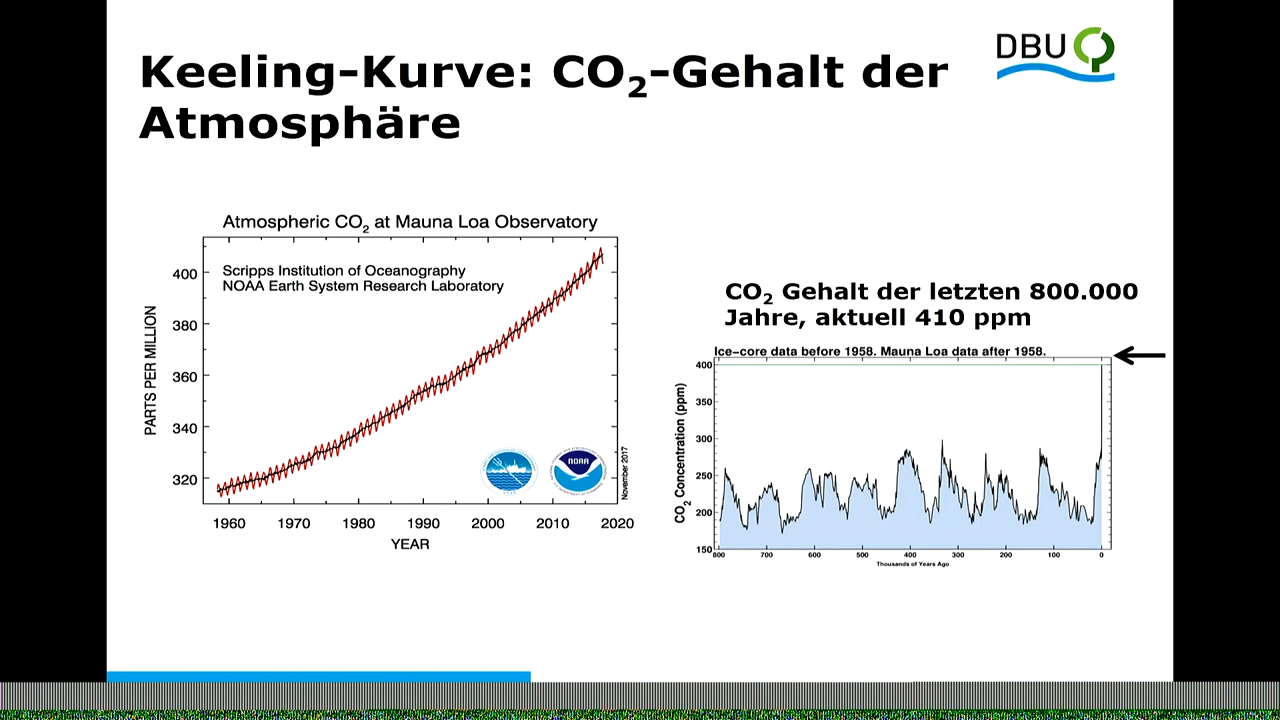 Keeling-Kurve: CO₂-Gehalt der
Atmosphäre
DBU
Atmospheric CO₂ at Mauna Loa Observatory
Scripps Institution of Oceanography
NOAA Earth System Research Laboratory
PARTS PER MILLION
400
380
360
340
320
NOAA
November 2017
1960 1970 1980 1990 2000 2010 2020
YEAR
CO₂ Gehalt der letzten 800.000
Jahre, aktuell 410 ppm
Ice-core data before 1958. Mauna Loa data after 1958.
CO₂ Concentration (ppm)
400
350
300
250
200
150
800 700 600 500 400 300 200 100 0
Thousands of Years Ago